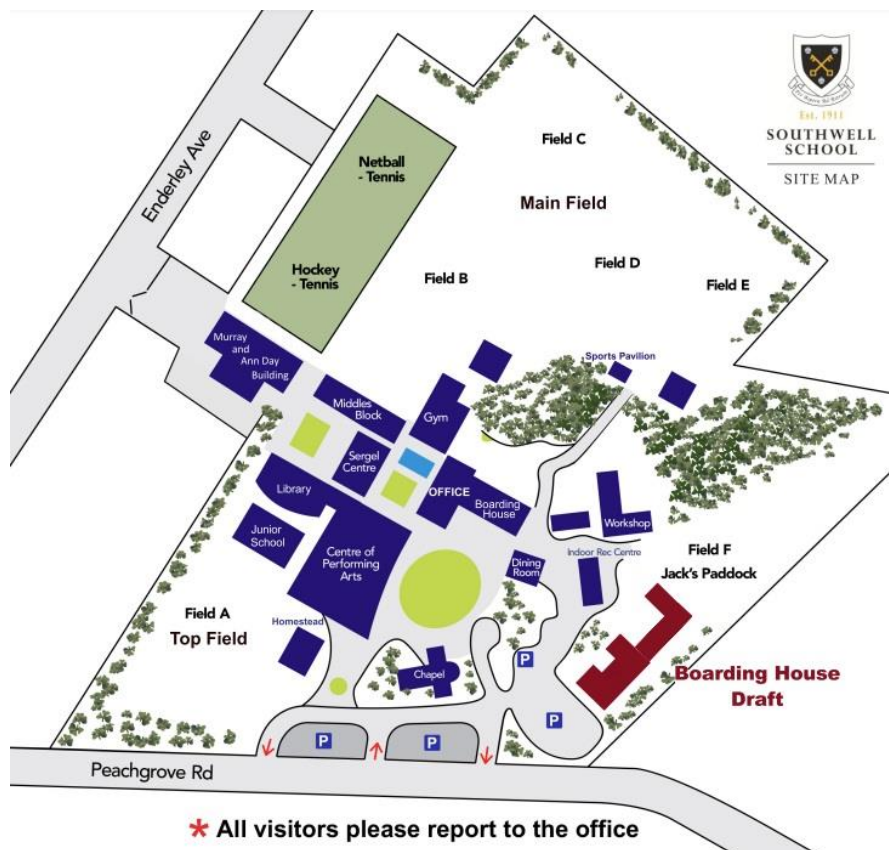 Est. 1911
SOUTHWELL
SCHOOL
SITE MAP
Enderley Ave
Netball
- Tennis
Hockey
- Tennis
Field C
Main Field
Field B
Field D
Field E
Murray
and
Ann Day
Building
Middles
Block
Gym
Sports Pavilion
Sergel
Centre
Library
OFFICE
Boarding
House
Workshop
Junior
School
Centre of
Performing
Arts
Dining
Room
Indoor Rec Centre
Field F
Jack's Paddock
Field A
Top Field
Homestead
Chapel
P
Boarding House
Draft
P
P
P
Peachgrove Rd
* All visitors please report to the office